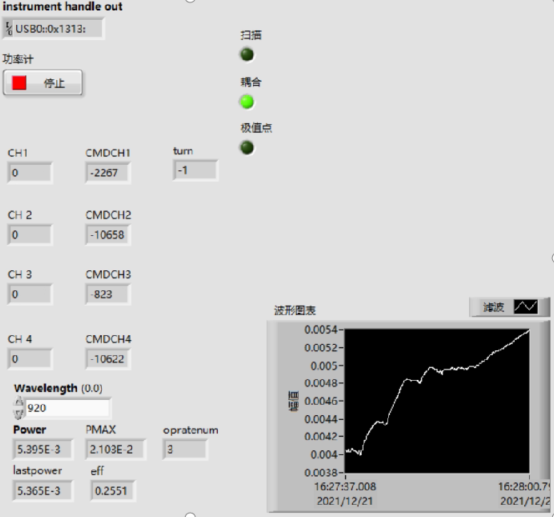 instrument handle out
USB0::0x1313:
功率计
停止
扫描
耦合
极值点
CH1 CMDCH1 turn
0 -2267 -1
CH 2 CMDCH2
0 -10658
CH 3 CMDCH3
0 -823
CH 4 CMDCH4
0 -10622
Wavelength (0.0)
920
Power PMAX opratenum
5.395E-3 2.103E-2 3
lastpower eff
5.365E-3 0.2551
波形图表 滤波
幅值
0.0054
0.0052
0.005
0.0048
0.0046
0.0044
0.0042
0.004
0.0038
16:27:37.008 16:28:00.7
2021/12/21 2021/12/2